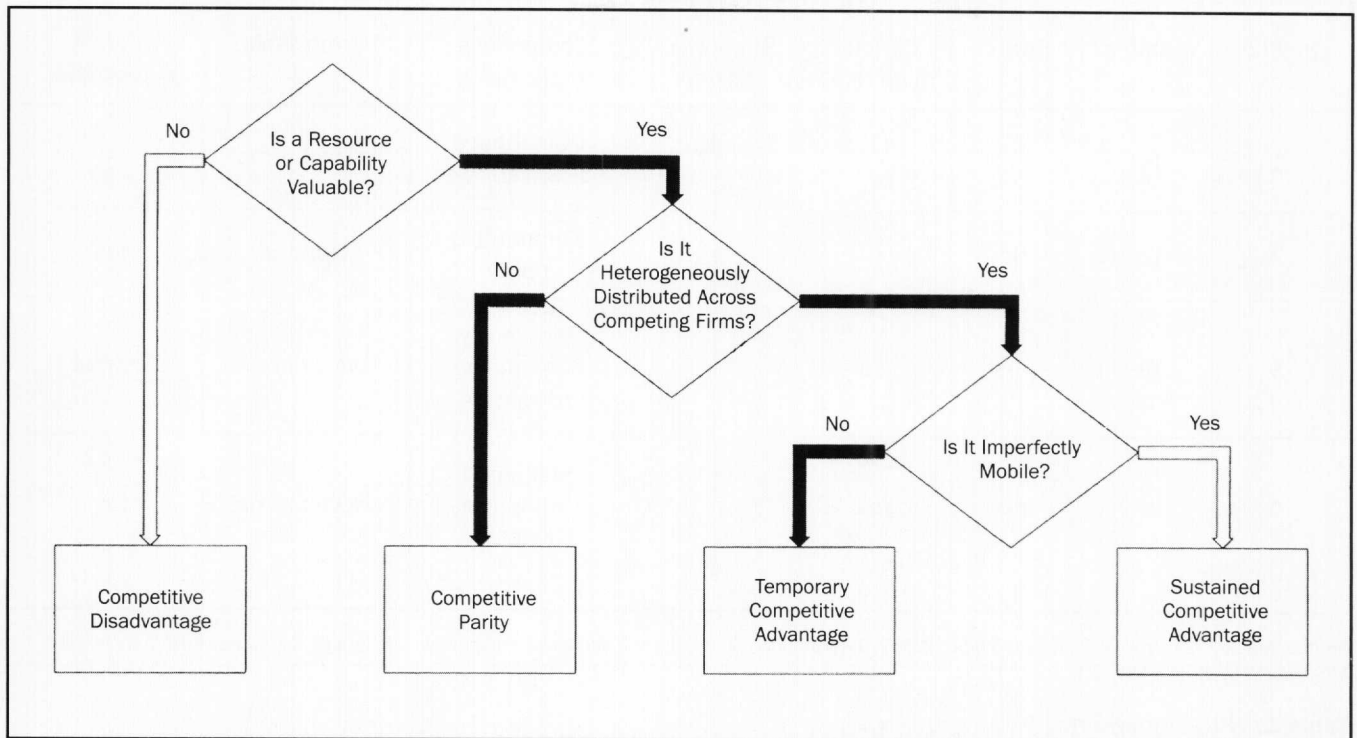 No
Is a Resource
or Capability
Valuable?
Yes
No
Is It
Heterogeneously
Distributed Across
Competing Firms?
Yes
No
Is It Imperfectly
Mobile?
Yes
Competitive
Disadvantage
Competitive
Parity
Temporary
Competitive
Advantage
Sustained
Competitive
Advantage